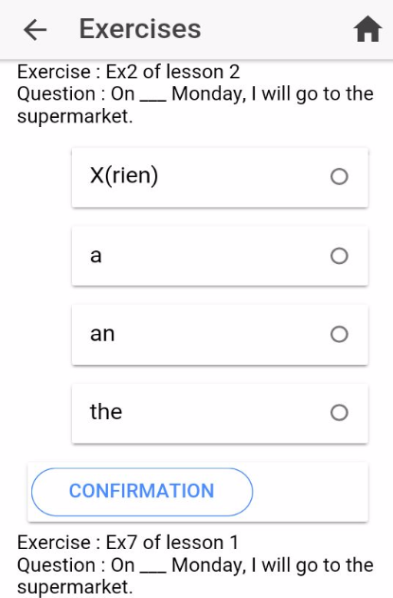 Exercises
Exercise : Ex2 of lesson 2
Question : On ___ Monday, I will go to the
supermarket.
X(rien)
a
an
the
CONFIRMATION
Exercise : Ex7 of lesson 1
Question : On ___ Monday, I will go to the
supermarket.